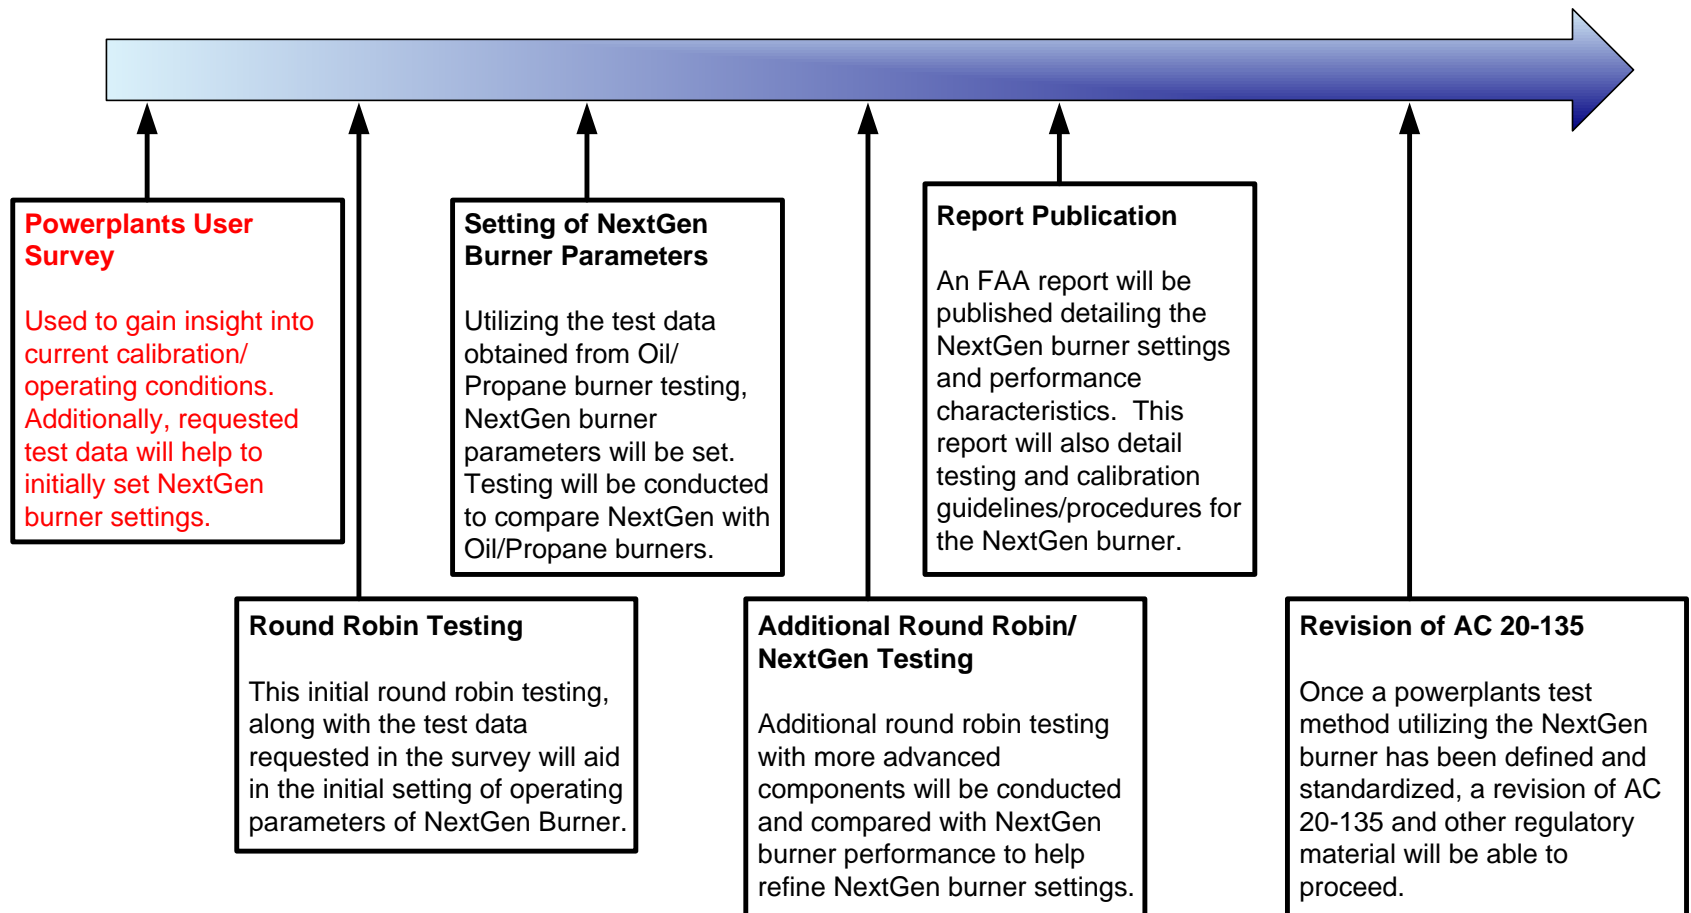 Powerplants User
Survey
Used to gain insight into
current calibration/
operating conditions.
Additionally, requested
test data will help to
initially set NextGen
burner settings.
Round Robin Testing
This initial round robin testing,
along with the test data
requested in the survey will aid
in the initial setting of operating
parameters of NextGen Burner.
Setting of NextGen
Burner Parameters
Utilizing the test data
obtained from Oil/
Propane burner testing,
NextGen burner
parameters will be set.
Testing will be conducted
to compare NextGen with
Oil/Propane burners.
Additional Round Robin/
NextGen Testing
Additional round robin testing
with more advanced
components will be conducted
and compared with NextGen
burner performance to help
refine NextGen burner settings.
Report Publication
An FAA report will be
published detailing the
NextGen burner settings
and performance
characteristics.  This
report will also detail
testing and calibration
guidelines/procedures for
the NextGen burner.
Revision of AC 20-135
Once a powerplants test
method utilizing the NextGen
burner has been defined and
standardized, a revision of AC
20-135 and other regulatory
material will be able to
proceed.